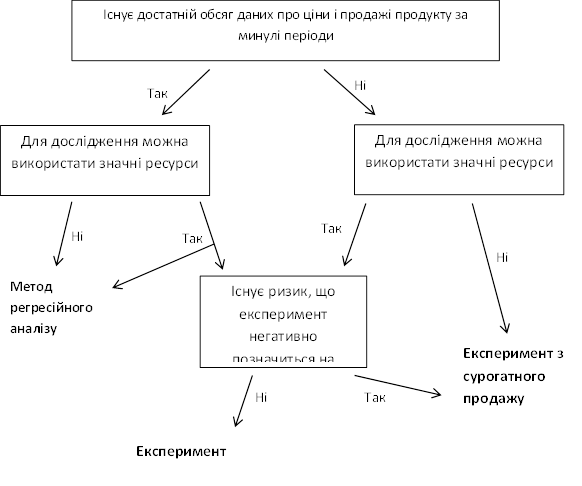 Існує достатній обсяг даних про ціни і продажі продукту за
минулі періоди
Так
Ні
Для дослідження можна
використати значні ресурси
Для дослідження можна
використати значні ресурси
Ні
Так
Так
Ні
Метод
регресійного
аналізу
Існує ризик, що
експеримент
негативно
позначиться на
Експеримент з
сурогатного
продажу
Ні
Так
Експеримент